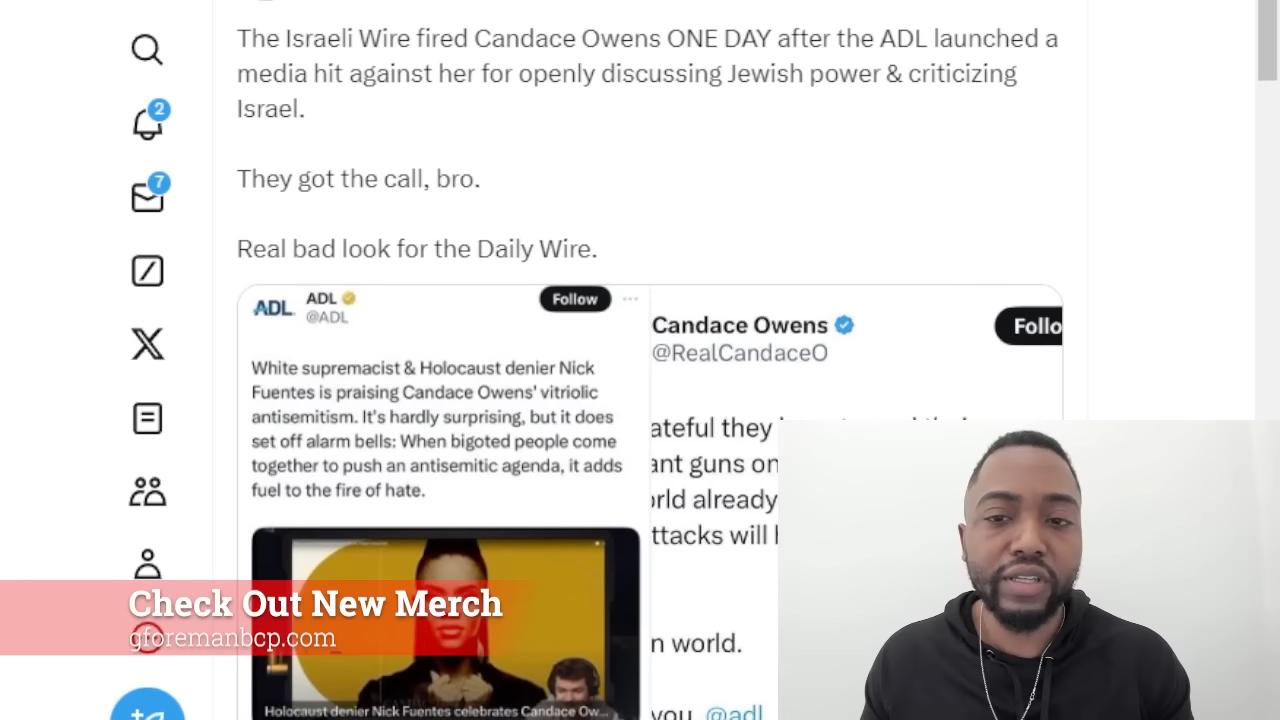 The Israeli Wire fired Candace Owens ONE DAY after the ADL launched a
media hit against her for openly discussing Jewish power & criticizing
Israel.
They got the call, bro.
Real bad look for the Daily Wire.
2
7
ADL
ADL
@ADL
Follow
White supremacist & Holocaust denier Nick
Fuentes is praising Candace Owens' vitriolic
antisemitism. It's hardly surprising, but it does
set off alarm bells: When bigoted people come
together to push an antisemitic agenda, it adds
fuel to the fire of hate.
Holocaust denier Nick Fuentes celebrates Candace Ow...
Candace Owens
@RealCandaceO
Follo
ateful they
ant guns on
orld already
ttacks will
n world.
you, @adl
Check Out New Merch
gforemanbcp.com